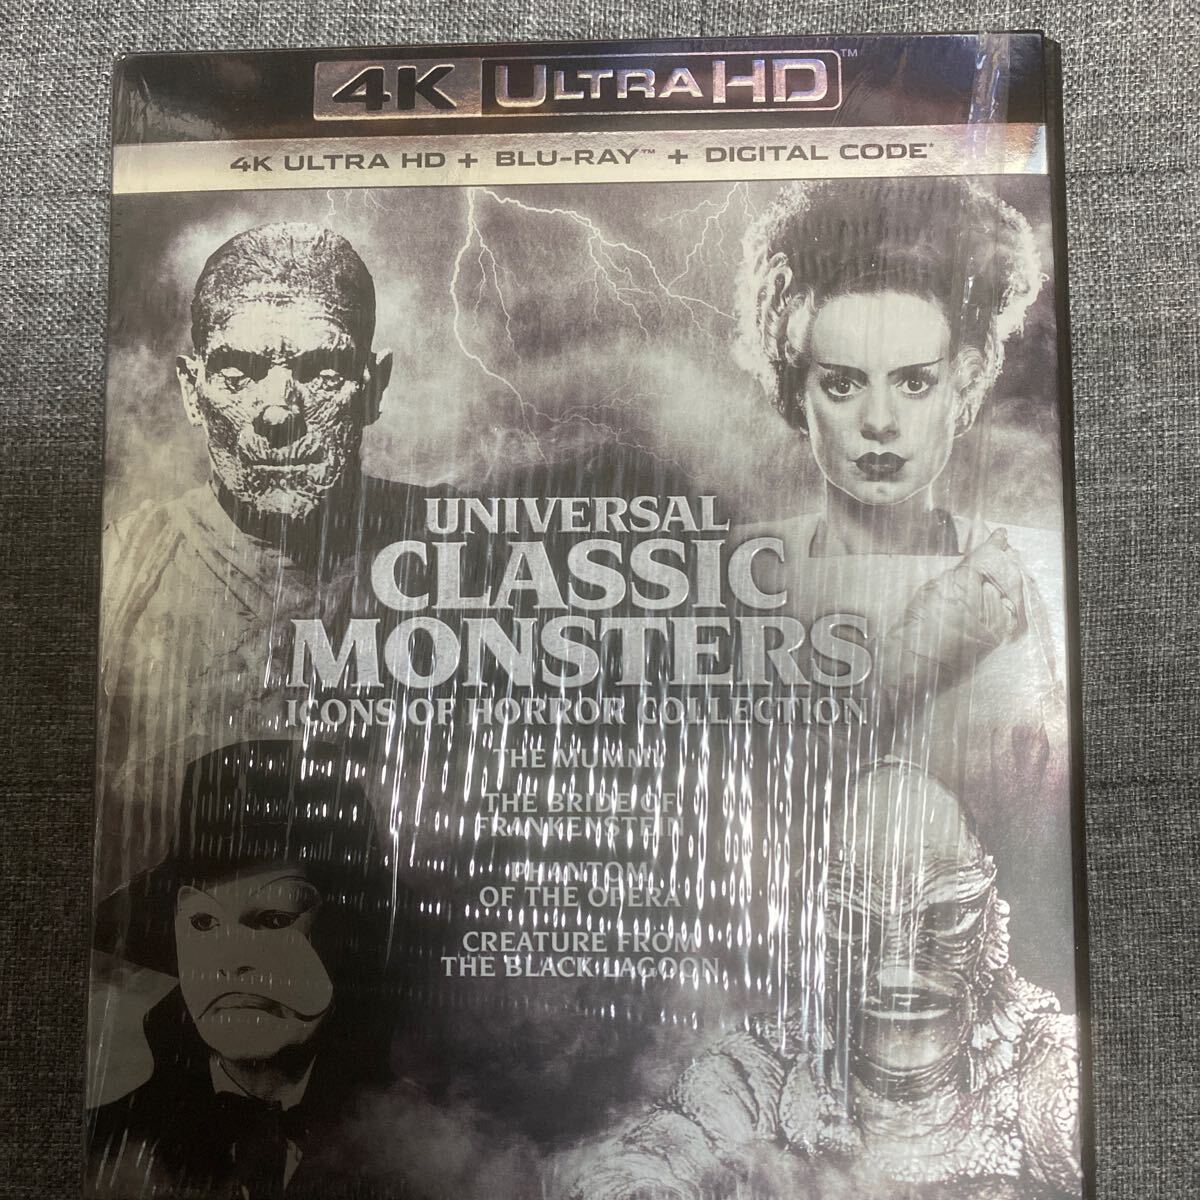 4K ULTRA HD™
4K ULTRA HD + BLU-RAY™ + DIGITAL CODE*
UNIVERSAL
CLASSIC
MONSTERS
ICONS OF HORROR COLLECTION
THE MUMMY
THE BRIDE OF
FRANKENSTEIN
PHANTOM
OF THE OPERA
CREATURE FROM
THE BLACK LAGOON